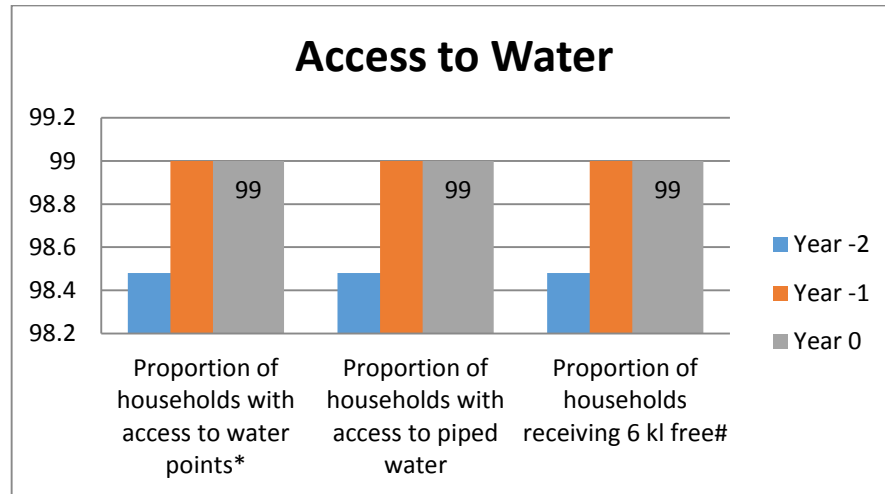 Access to Water
99.2
99
98.8
98.6
98.4
98.2
99
99
99
Proportion of
households with
access to water
points*
Proportion of
households with
access to piped
water
Proportion of
households
receiving 6 kl free#
Year -2
Year -1
Year 0